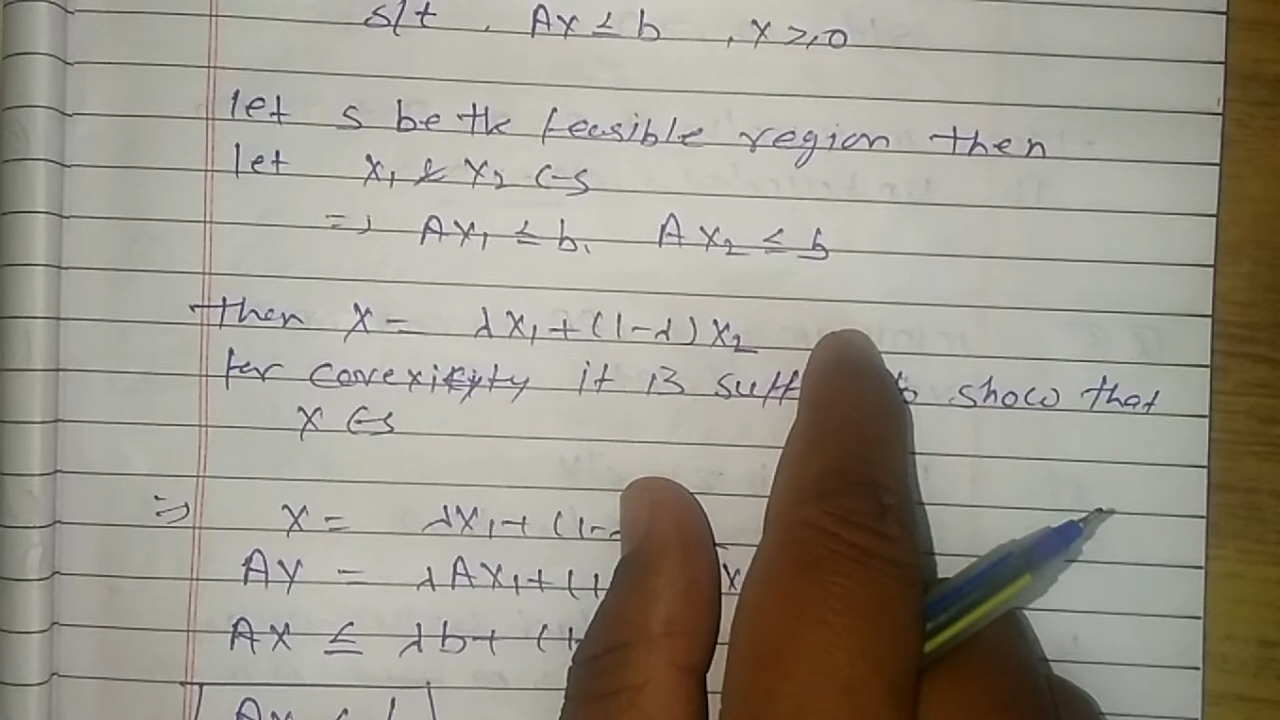 s/t , AX ≤ b , X ≥ 0
let s be the feasible region then
let X₁ & X₂ ∈ S
=> AX₁ ≤ b, AX₂ ≤ b
then X = λX₁ + (1-λ)X₂
for convexity it is to show that
X ∈ S
=> X = λX₁ + (1-
AX = λAX₁ + (1 X
AX ≤ λb + (1-